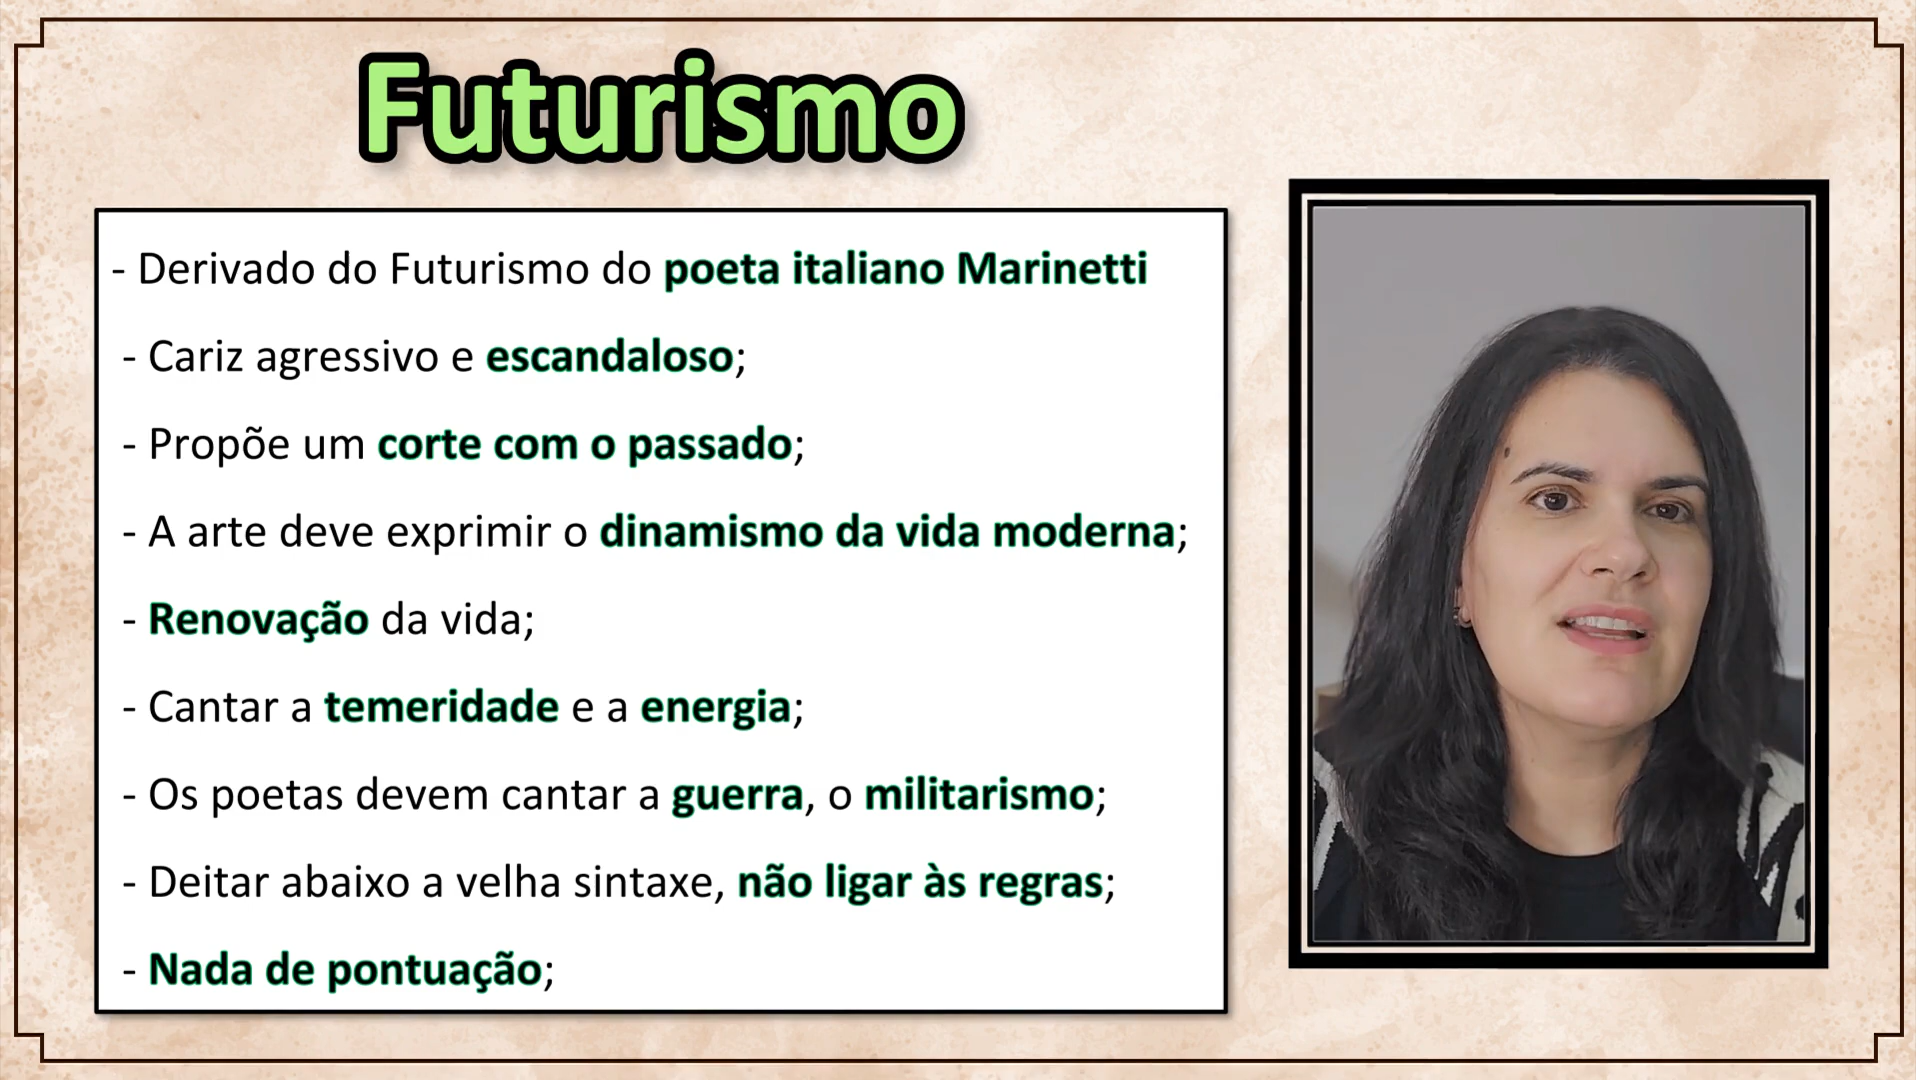 Futurismo
- Derivado do Futurismo do poeta italiano Marinetti
- Cariz agressivo e escandaloso;
- Propõe um corte com o passado;
- A arte deve exprimir o dinamismo da vida moderna;
- Renovação da vida;
- Cantar a temeridade e a energia;
- Os poetas devem cantar a guerra, o militarismo;
- Deitar abaixo a velha sintaxe, não ligar às regras;
- Nada de pontuação;